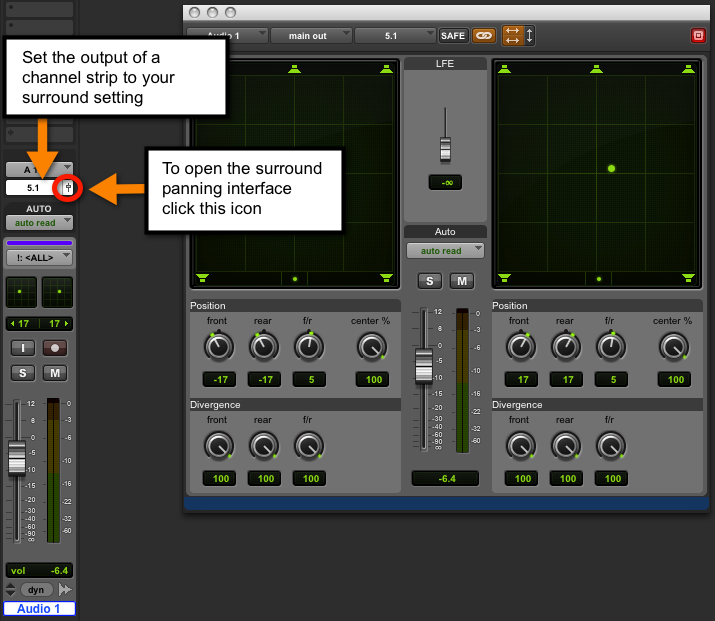 Audio 1
main out
5.1
SAFE
Set the output of a
channel strip to your
surround setting
LFE
-∞
To open the surround
panning interface
click this icon
A 1
5.1
AUTO
auto read
!: <ALL>
17 17
I
S M
12
6
0
-5
-10
-15
-20
-30
-40
-60
-90
∞
0
-3
-6
-10
-16
-22
-32
-60
vol -6.4
dyn
Audio 1
Position
front rear f/r center %
-17 -17 5 100
Divergence
front rear f/r
100 100 100
Auto
auto read
S M
12
6
0
-5
-10
-15
-20
-30
-40
-60
-90
∞
0
-3
-6
-10
-16
-22
-32
-60
-6.4
Position
front rear f/r center %
17 17 5 100
Divergence
front rear f/r
100 100 100